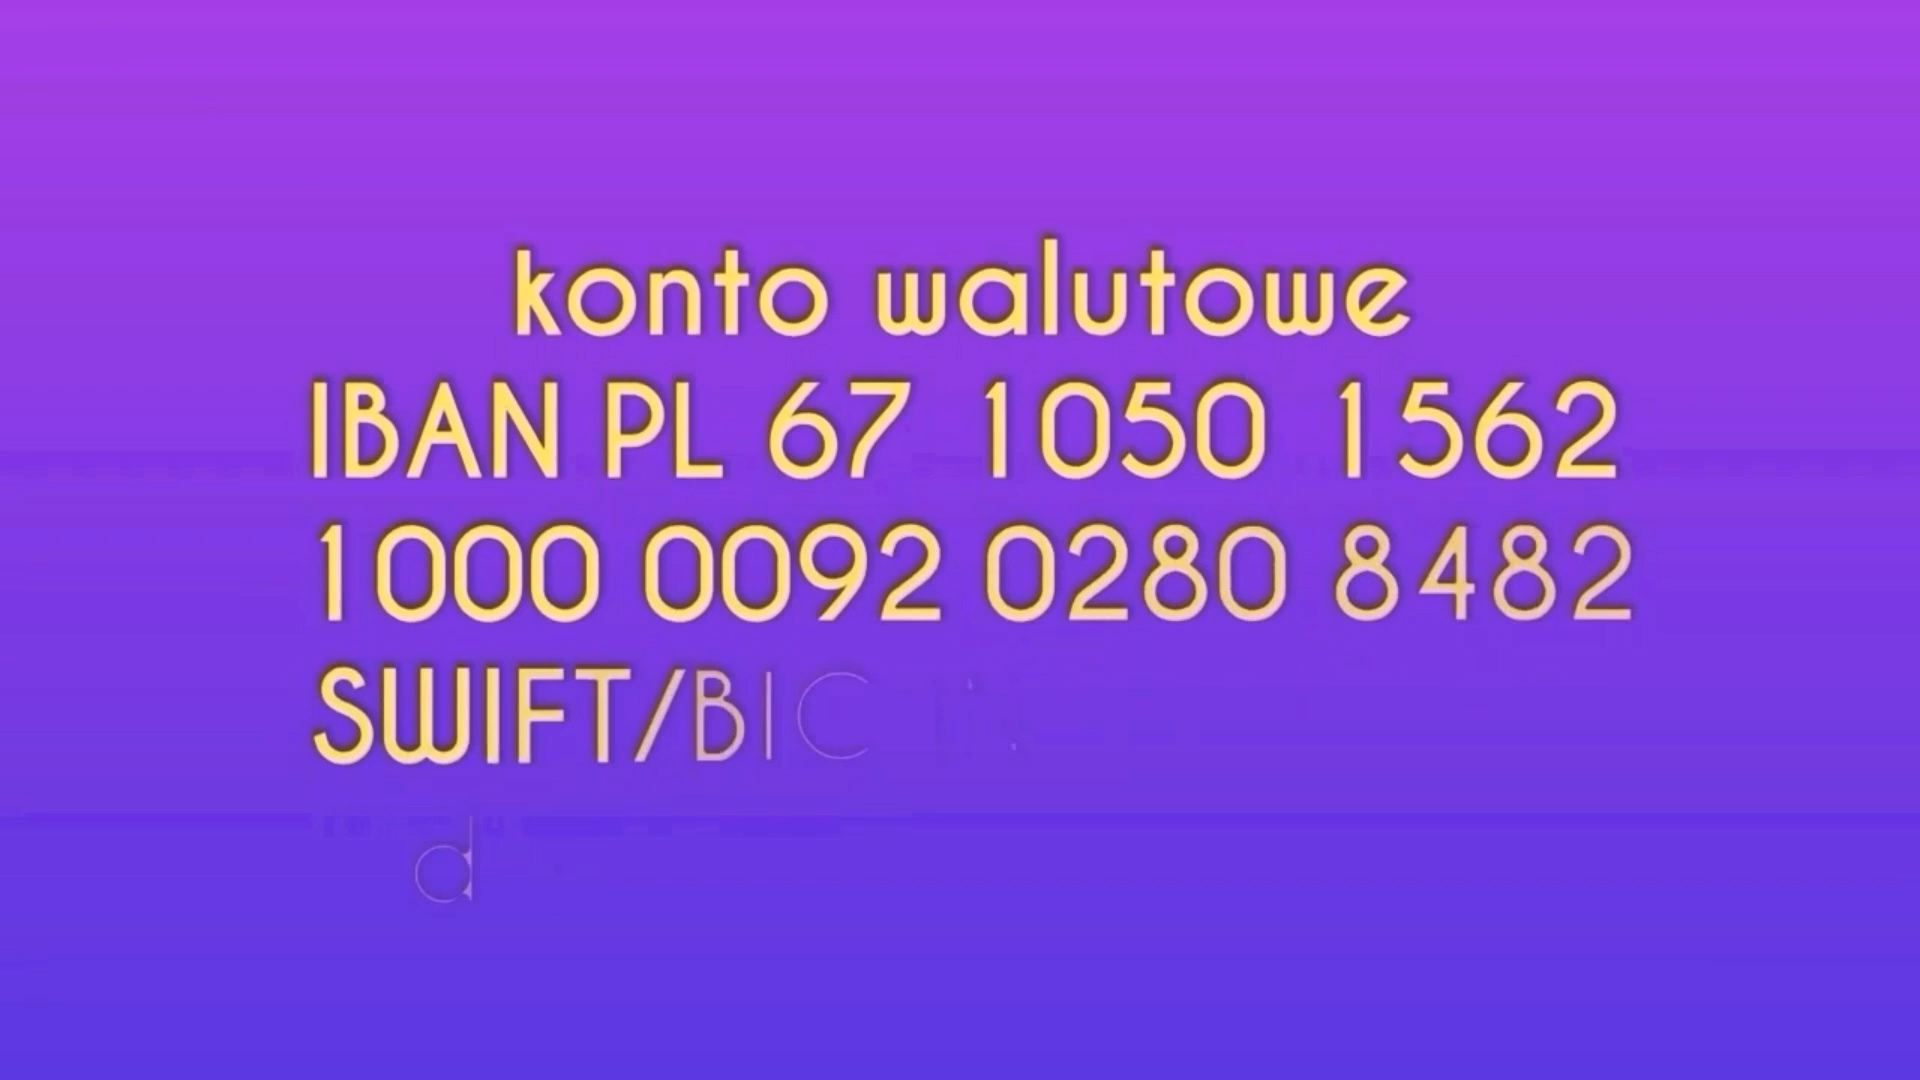 konto walutowe
IBAN PL 67 1050 1562
1000 0092 0280 8482
SWIFT/BIC
d